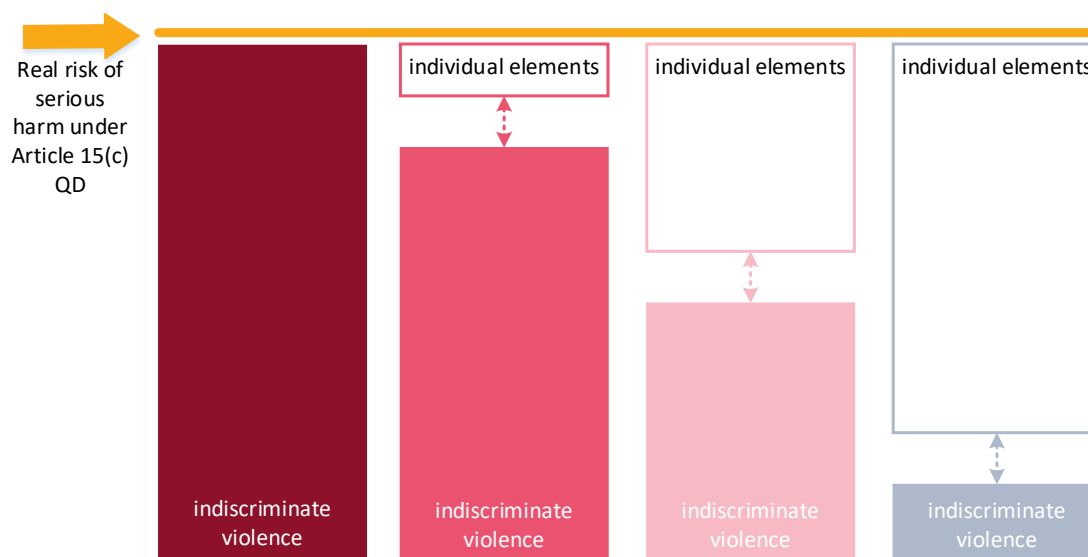 Real risk of
serious
harm under
Article 15(c)
QD
individual elements
individual elements
individual elements
indiscriminate
violence
indiscriminate
violence
indiscriminate
violence
indiscriminate
violence